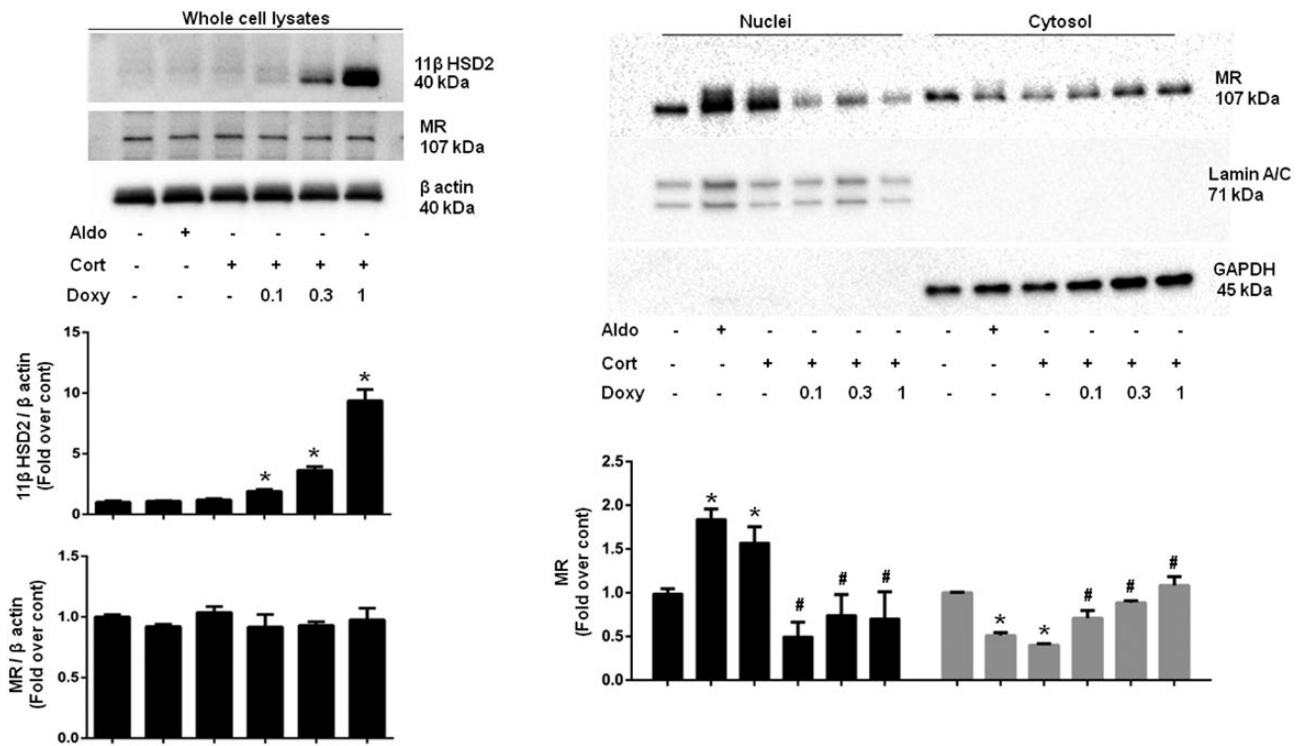 Whole cell lysates
11β HSD2
40 kDa
MR
107 kDa
β actin
40 kDa
Aldo - + - - - -
Cort - - + + + +
Doxy - - - 0.1 0.3 1
15
10
5
0
11β HSD2 / β actin
(Fold over cont)
* * *
1.5
1.0
0.5
0.0
MR / β actin
(Fold over cont)
Nuclei Cytosol
MR
107 kDa
Lamin A/C
71 kDa
GAPDH
45 kDa
Aldo - + - - - - - + - - - -
Cort - - + + + + - - + + + +
Doxy - - - 0.1 0.3 1 - - - 0.1 0.3 1
2.5
2.0
1.5
1.0
0.5
0.0
MR
(Fold over cont)
* * # # # * * # # #